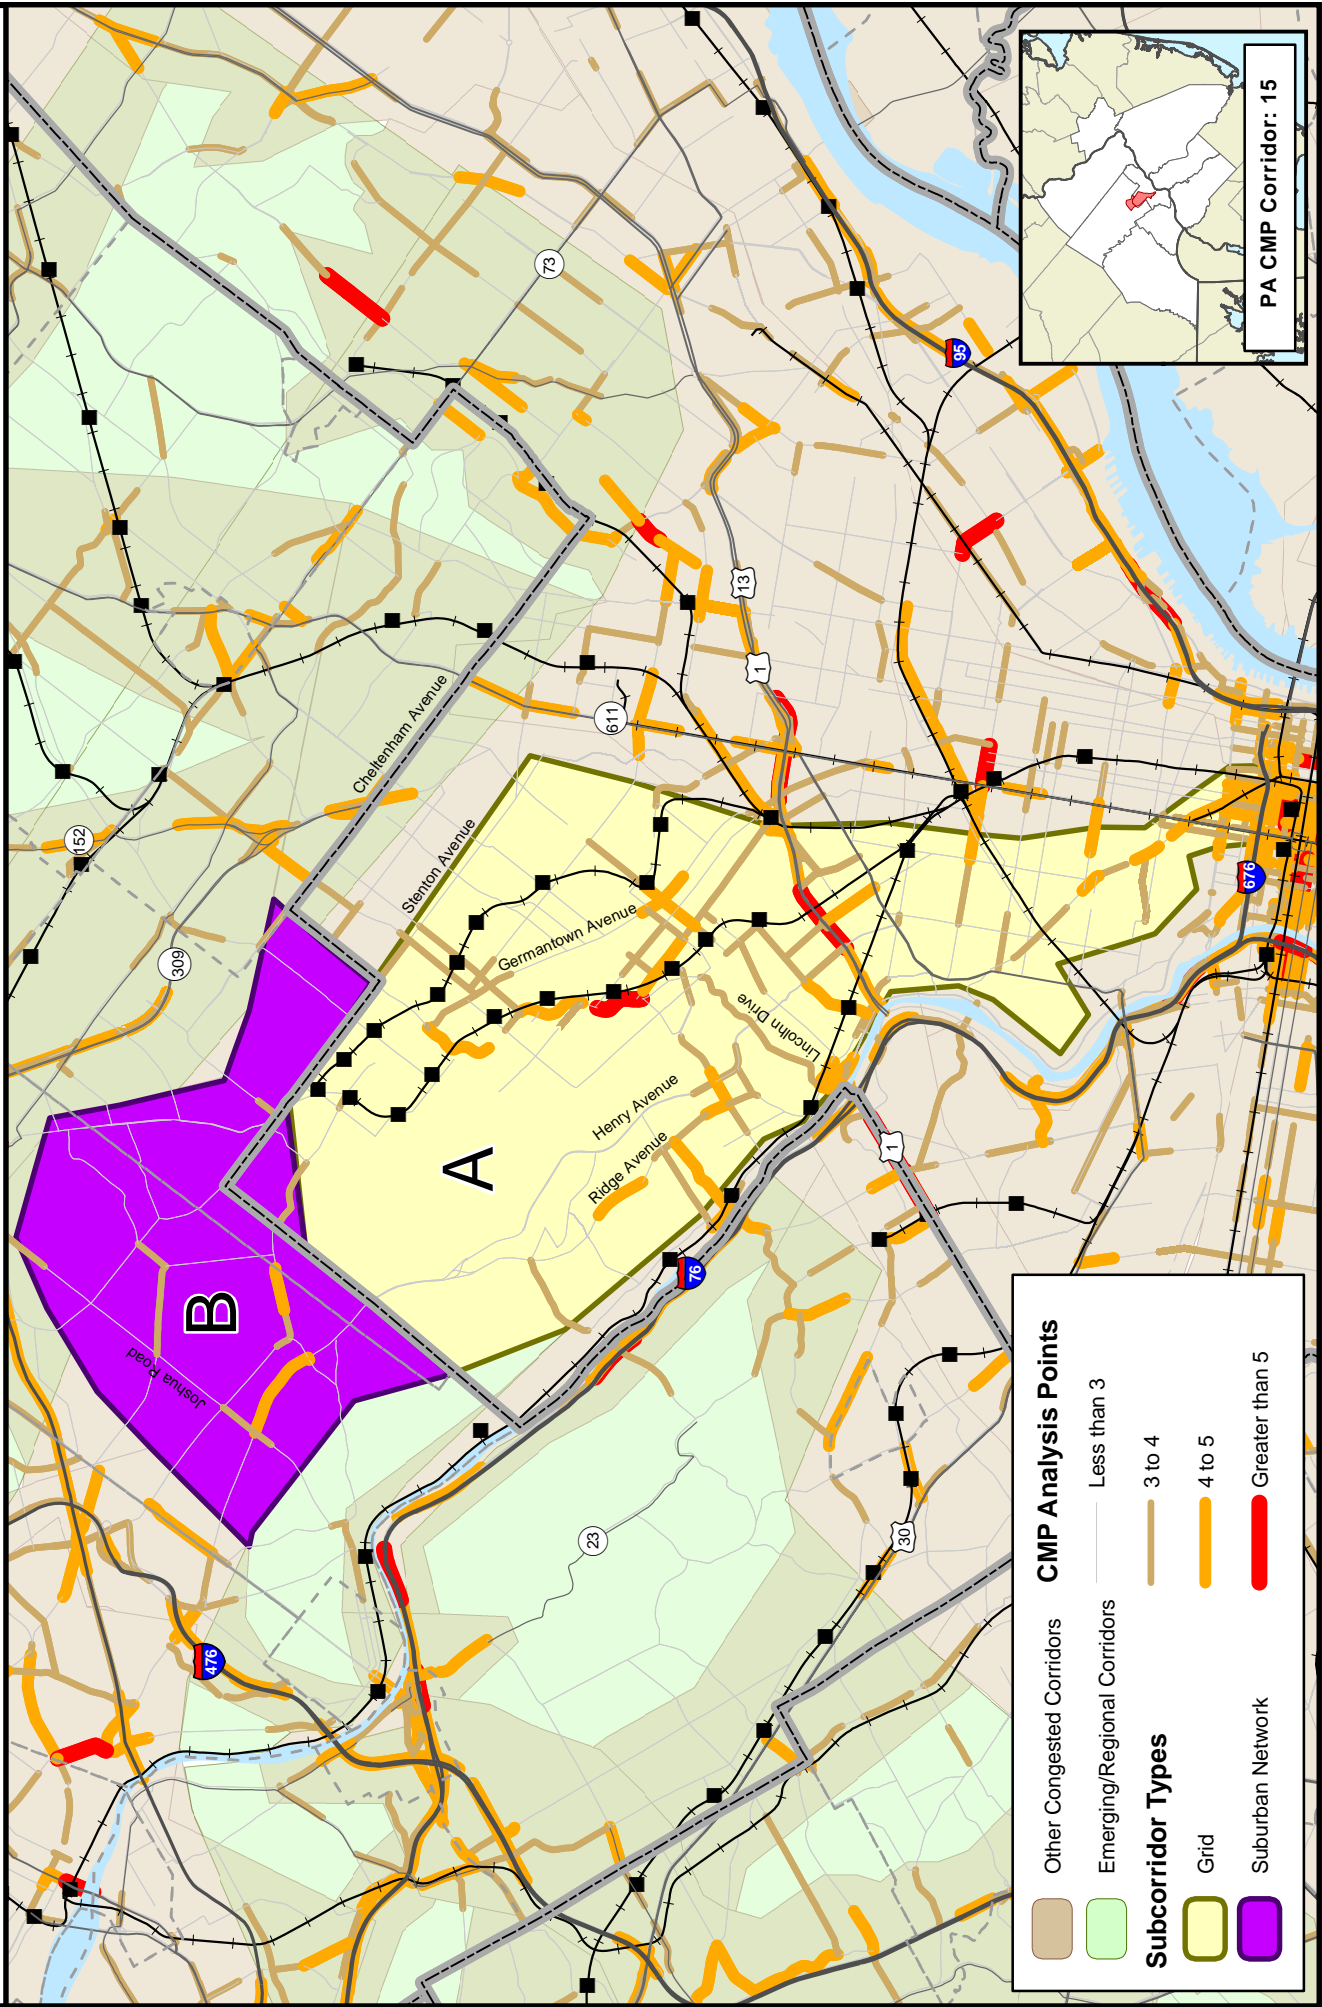 PA CMP Corridor: 15
73
95
13
1
611
Cheltenham Avenue
Stenton Avenue
Germantown Avenue
152
309
676
Lincolhn Drive
Henry Avenue
Ridge Avenue
A
B
Joshua Road
1
76
23
30
476
CMP Analysis Points
Less than 3
3 to 4
4 to 5
Greater than 5
Other Congested Corridors
Emerging/Regional Corridors
Subcorridor Types
Grid
Suburban Network